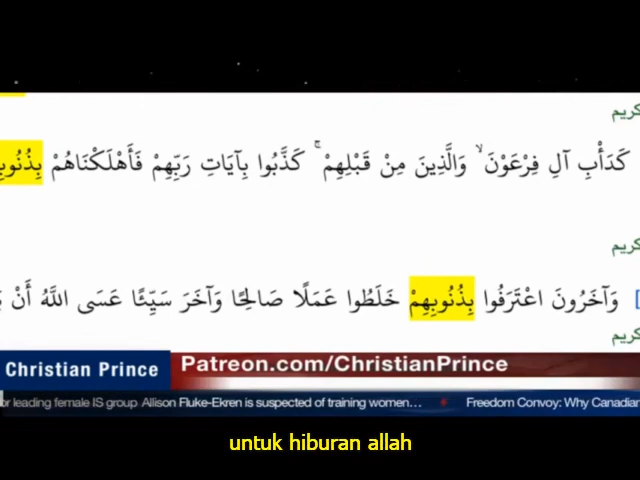 كريم
كَدَأْبِ آلِ فِرْعَوْنَ ۙ وَالَّذِينَ مِنْ قَبْلِهِمْ ۚ كَذَّبُوا بِآيَاتِ رَبِّهِمْ فَأَهْلَكْنَاهُمْ
كريم
وَآخَرُونَ اعْتَرَفُوا بِذُنُوبِهِمْ خَلَطُوا عَمَلًا صَالِحًا وَآخَرَ سَيِّئًا عَسَى اللَّهُ أَنْ
كريم
Christian Prince
Patreon.com/ChristianPrince
or leading female IS group Allison Fluke-Ekren is suspected of training women... Freedom Convoy: Why Canadian
untuk hiburan allah